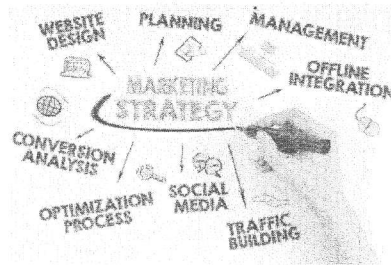 WEBSITE
DESIGN
PLANNING
MANAGEMENT
MARKETING
STRATEGY
OFFLINE
INTEGRATION
CONVERSION
ANALYSIS
OPTIMIZATION
PROCESS
SOCIAL
MEDIA
TRAFFIC
BUILDING